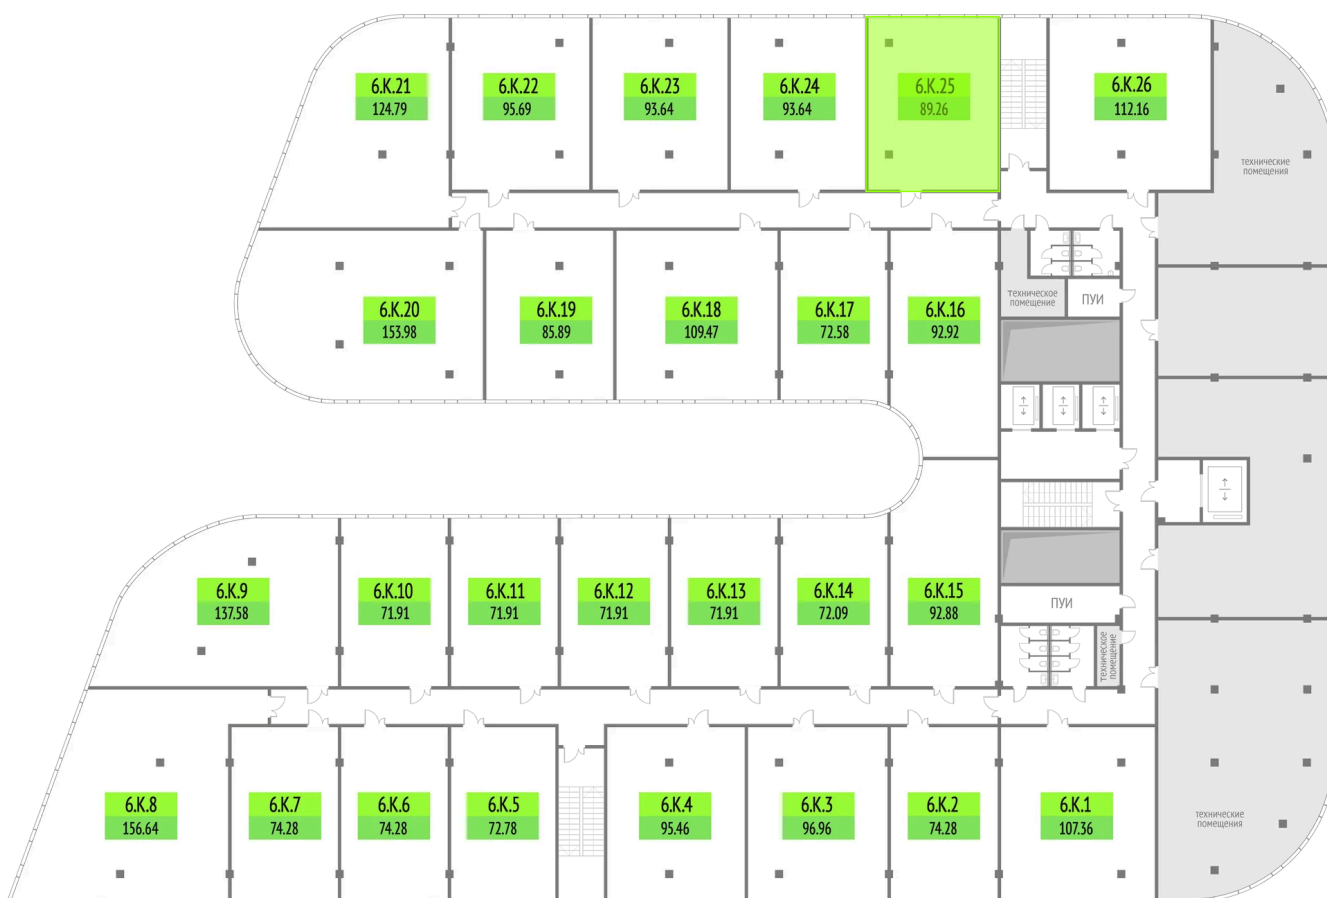 6.К.21
124.79
6.К.22
95.69
6.К.23
93.64
6.К.24
93.64
6.К.25
89.26
6.К.26
112.16
технические
помещения
6.К.20
153.98
6.К.19
85.89
6.К.18
109.47
6.К.17
72.58
6.К.16
92.92
техническое
помещение
ПУИ
6.К.9
137.58
6.К.10
71.91
6.К.11
71.91
6.К.12
71.91
6.К.13
71.91
6.К.14
72.09
6.К.15
92.88
ПУИ
техническое
помещение
6.К.8
156.64
6.К.7
74.28
6.К.6
74.28
6.К.5
72.78
6.К.4
95.46
6.К.3
96.96
6.К.2
74.28
6.К.1
107.36
технические
помещения